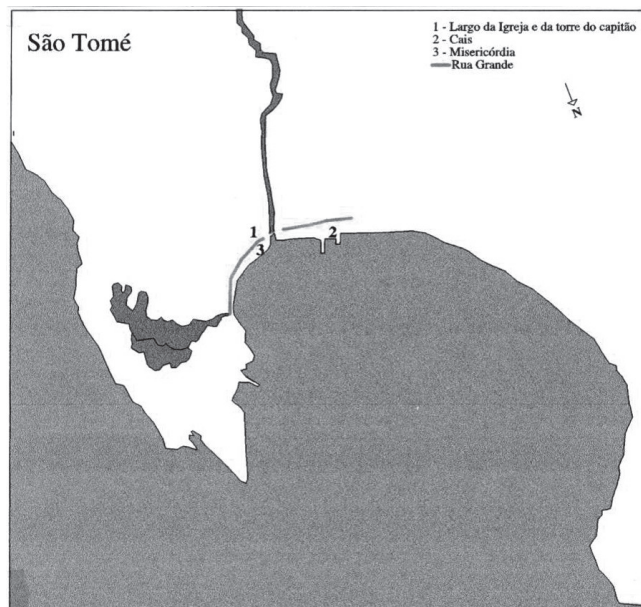 São Tomé
1 - Largo da Igreja e da torre do capitão
2 - Cais
3 - Misericórdia
Rua Grande
N
1
2
3